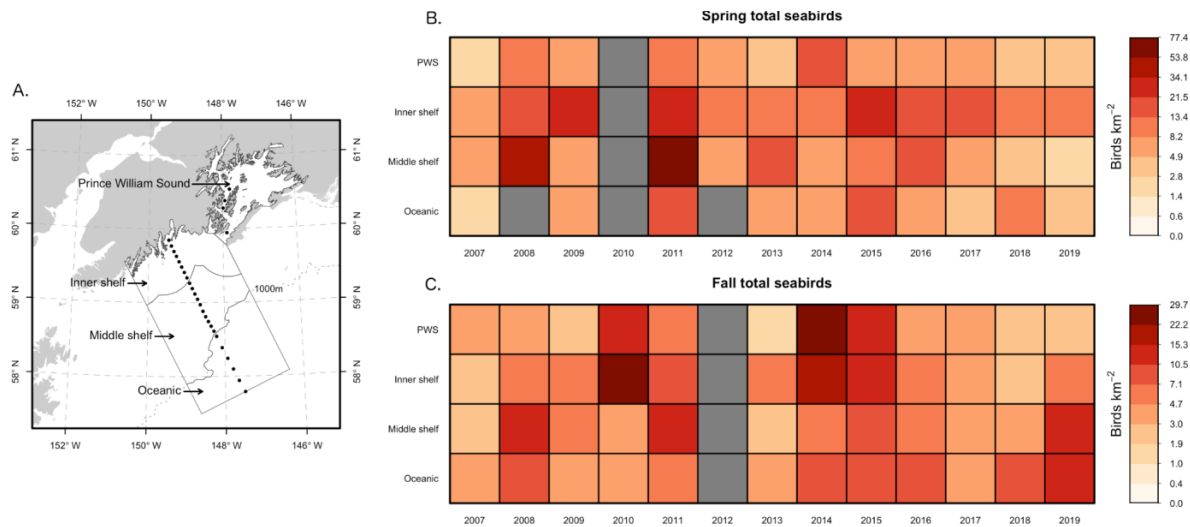 A.
152° W 150° W 148° W 146° W
61° N 61° N
60° N 60° N
59° N 59° N
58° N 58° N
Prince William Sound
Inner shelf
1000m
Middle shelf
Oceanic
152° W 150° W 148° W 146° W
B.
Spring total seabirds
PWS
Inner shelf
Middle shelf
Oceanic
2007 2008 2009 2010 2011 2012 2013 2014 2015 2016 2017 2018 2019
Birds km⁻²
77.4
53.8
34.1
21.5
13.4
8.2
4.9
2.8
1.4
0.6
0.0
C.
Fall total seabirds
PWS
Inner shelf
Middle shelf
Oceanic
2007 2008 2009 2010 2011 2012 2013 2014 2015 2016 2017 2018 2019
Birds km⁻²
29.7
22.2
15.3
10.5
7.1
4.7
3.0
1.9
1.0
0.4
0.0